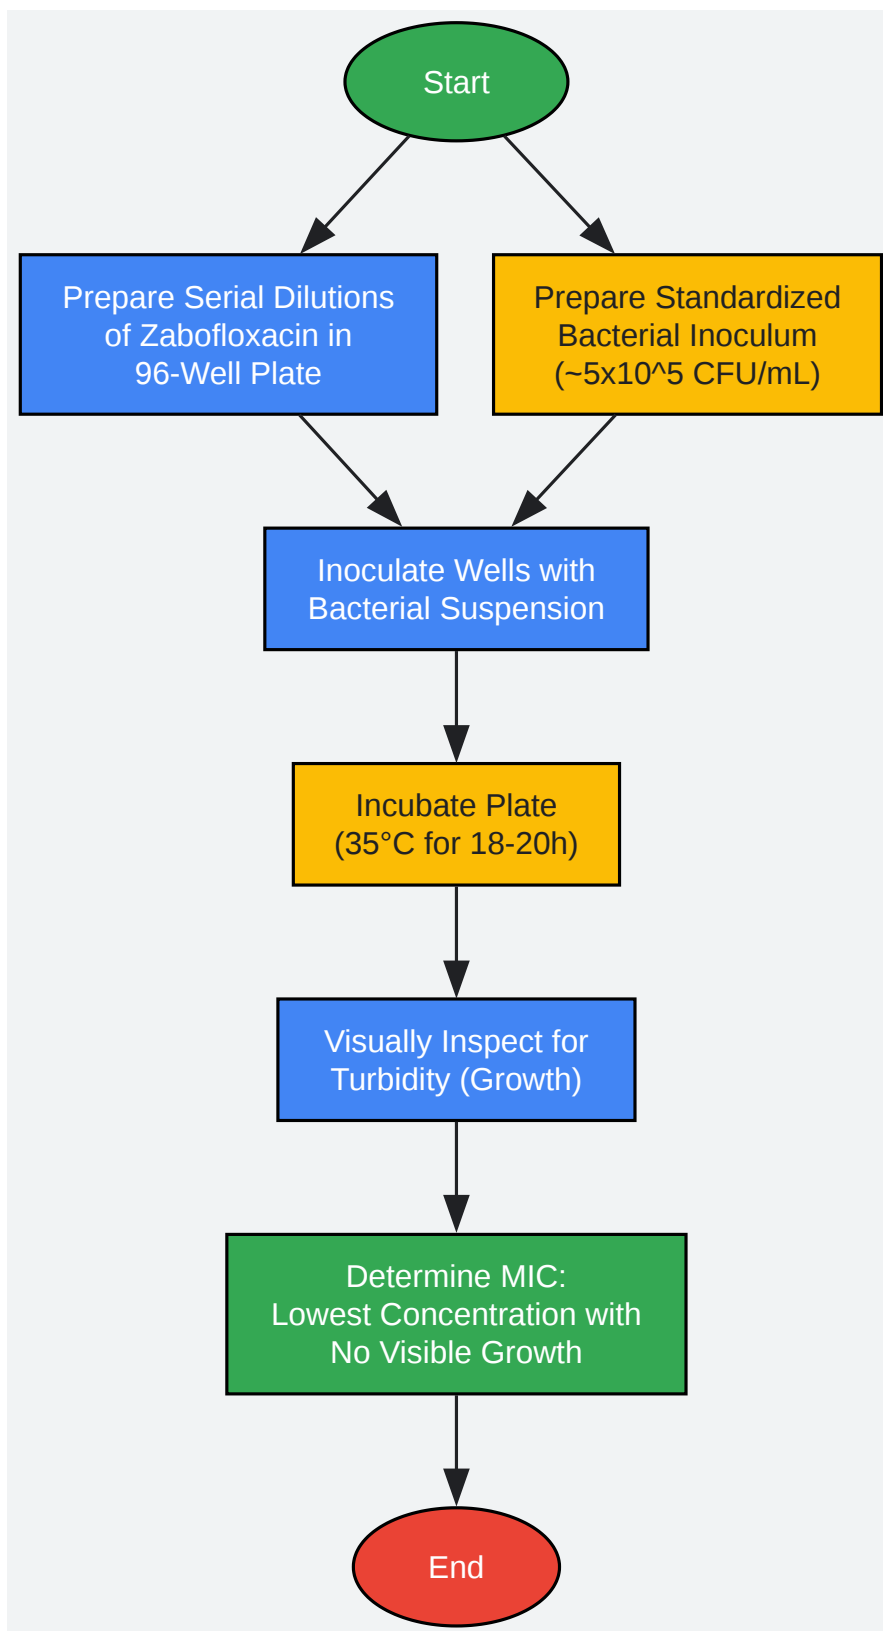 Start
Prepare Serial Dilutions
of Zabofloxacin in
96-Well Plate
Prepare Standardized
Bacterial Inoculum
(~5x10^5 CFU/mL)
Inoculate Wells with
Bacterial Suspension
Incubate Plate
(35°C for 18-20h)
Visually Inspect for
Turbidity (Growth)
Determine MIC:
Lowest Concentration with
No Visible Growth
End